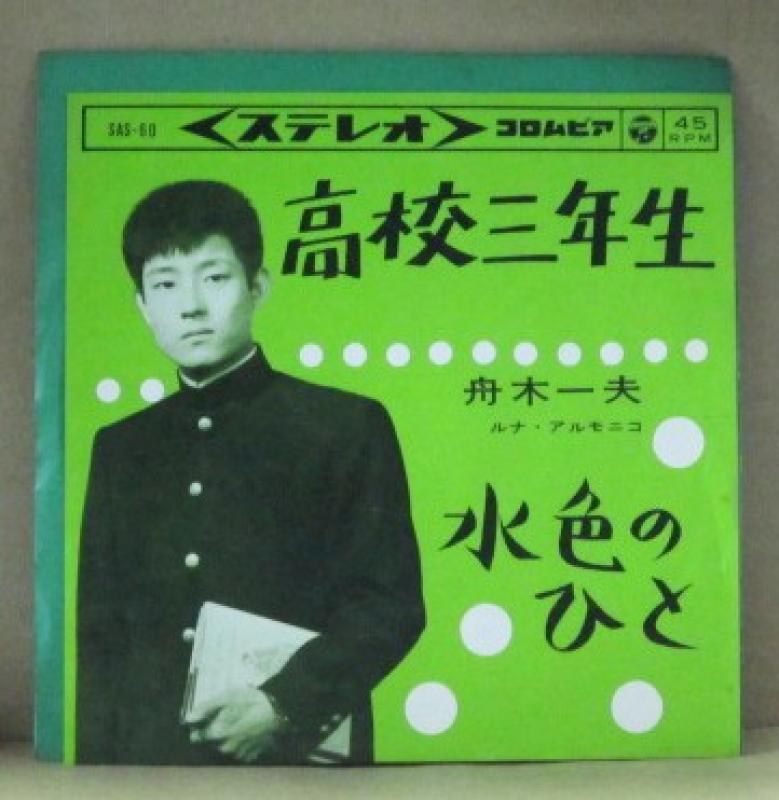 SAS-60 <ステレオ> コロムビア 45 RPM
高校三年生
舟木一夫
ルナ・アルモニコ
水色の
ひと